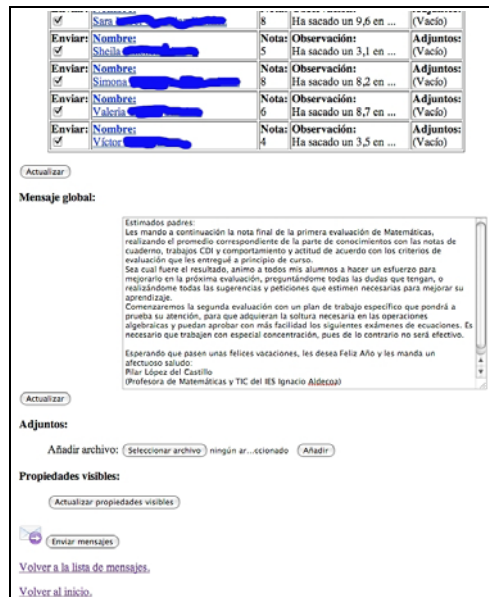 Sara
8
Ha sacado un 9,6 en ...
(Vacío)
Enviar: Nombre: Nota: Observación: Adjuntos:
Sheila 5 Ha sacado un 3,1 en ... (Vacío)
Enviar: Nombre: Nota: Observación: Adjuntos:
Simona 8 Ha sacado un 8,2 en ... (Vacío)
Enviar: Nombre: Nota: Observación: Adjuntos:
Valeria 6 Ha sacado un 8,7 en ... (Vacío)
Enviar: Nombre: Nota: Observación: Adjuntos:
Víctor 4 Ha sacado un 3,5 en ... (Vacío)
Actualizar
Mensaje global:
Estimados padres:
Les mando a continuación la nota final de la primera evaluación de Matemáticas,
realizando el promedio correspondiente de la parte de conocimientos con las notas de
cuaderno, trabajos CDI y comportamiento y actitud de acuerdo con los criterios de
evaluación que les entregué a principio de curso.
Sea cual fuere el resultado, animo a todos mis alumnos a hacer un esfuerzo para
mejorarlo en la próxima evaluación, preguntándome todas las dudas que tengan, o
realizándome todas las sugerencias y peticiones que estimen necesarias para mejorar su
aprendizaje.
Comenzaremos la segunda evaluación con un plan de trabajo específico que pondrá a
prueba su atención, para que adquieran la soltura necesaria en las operaciones
algebraicas y puedan aprobar con más facilidad los siguientes exámenes de ecuaciones. Es
necesario que trabajen con especial concentración, pues de lo contrario no será efectivo.
Esperando que pasen unas felices vacaciones, les desea Feliz Año y les manda un
afectuoso saludo:
Pilar López del Castillo
(Profesora de Matemáticas y TIC del IES Ignacio Aldecoa)
Actualizar
Adjuntos:
Añadir archivo: Seleccionar archivo ningún ar...ccionado Añadir
Propiedades visibles:
Actualizar propiedades visibles
Enviar mensajes
Volver a la lista de mensajes.
Volver al inicio.